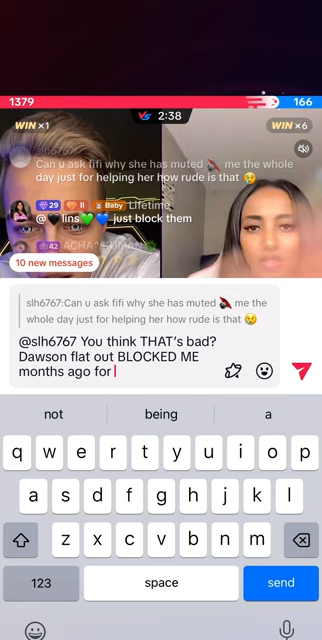 1379
166
WIN ×1
VS 2:38
WIN ×6
slh6767
Can u ask fifi why she has muted me the whole
day just for helping her how rude is that 😢
29 II Baby Lifetime
@🖤lins💚💙 just block them
42
10 new messages
slh6767:Can u ask fifi why she has muted me the
whole day just for helping her how rude is that 😢
@slh6767 You think THAT's bad?
Dawson flat out BLOCKED ME
months ago for
not being a
q w e r t y u i o p
a s d f g h j k l
z x c v b n m
123 space send